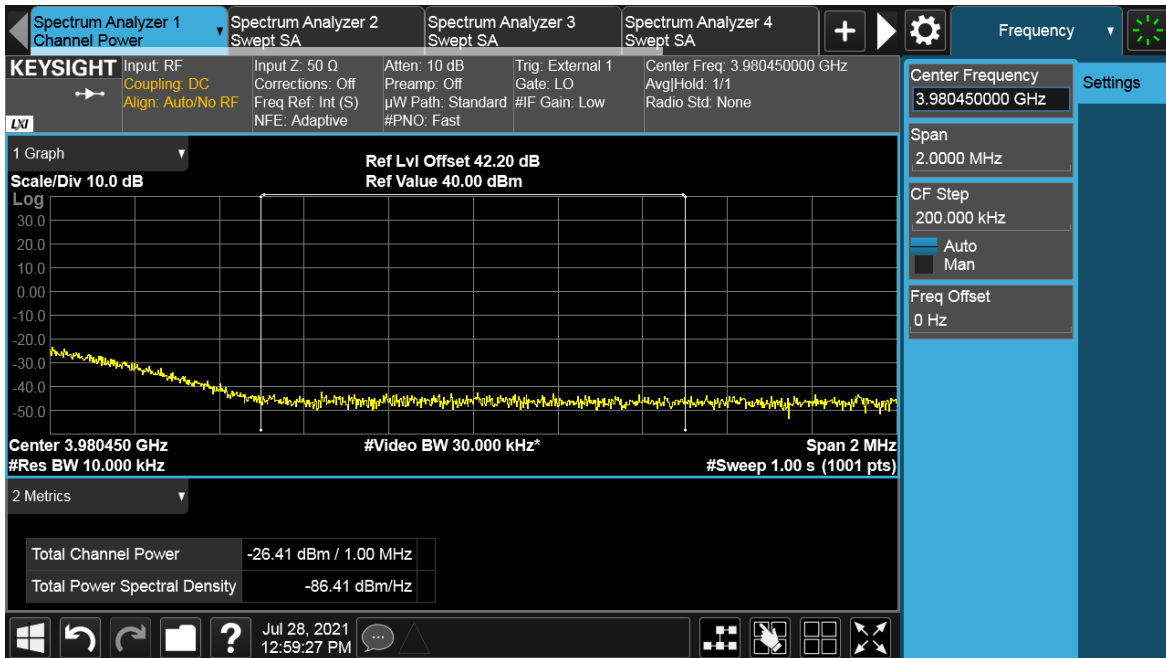 Spectrum Analyzer 1
Channel Power
Spectrum Analyzer 2
Swept SA
Spectrum Analyzer 3
Swept SA
Spectrum Analyzer 4
Swept SA
+
Frequency
KEYSIGHT
LXI
Input: RF
Coupling: DC
Align: Auto/No RF
Input Z: 50 Ω
Corrections: Off
Freq Ref: Int (S)
NFE: Adaptive
Atten: 10 dB
Preamp: Off
µW Path: Standard
#PNO: Fast
Trig: External 1
Gate: LO
#IF Gain: Low
Center Freq: 3.980450000 GHz
Avg|Hold: 1/1
Radio Std: None
Center Frequency
3.980450000 GHz
Settings
Span
2.0000 MHz
CF Step
200.000 kHz
Auto
Man
Freq Offset
0 Hz
1 Graph
Scale/Div 10.0 dB
Ref Lvl Offset 42.20 dB
Ref Value 40.00 dBm
Log
30.0
20.0
10.0
0.00
-10.0
-20.0
-30.0
-40.0
-50.0
Center 3.980450 GHz
#Video BW 30.000 kHz*
Span 2 MHz
#Res BW 10.000 kHz
#Sweep 1.00 s (1001 pts)
2 Metrics
Total Channel Power -26.41 dBm / 1.00 MHz
Total Power Spectral Density -86.41 dBm/Hz
?
Jul 28, 2021
12:59:27 PM